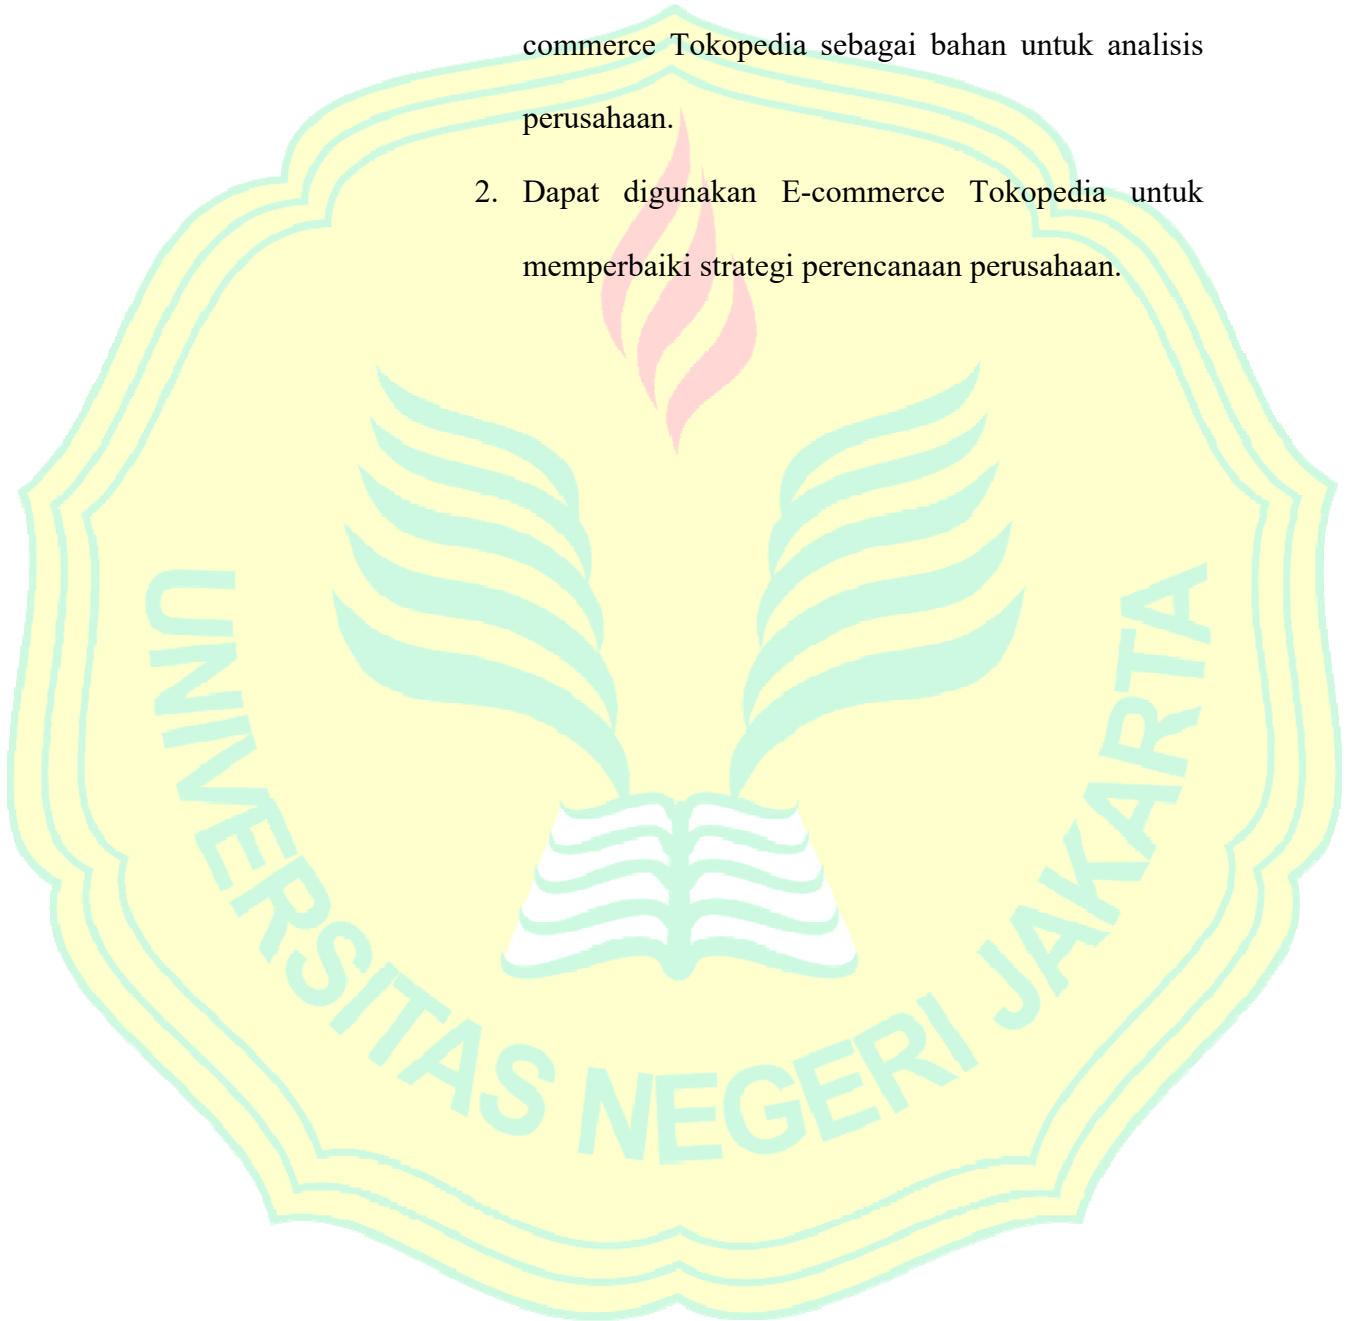 commerce Tokopedia sebagai bahan untuk analisis
perusahaan.
2. Dapat digunakan E-commerce Tokopedia untuk
memperbaiki strategi perencanaan perusahaan.
UNIVERSITAS NEGERI JAKARTA